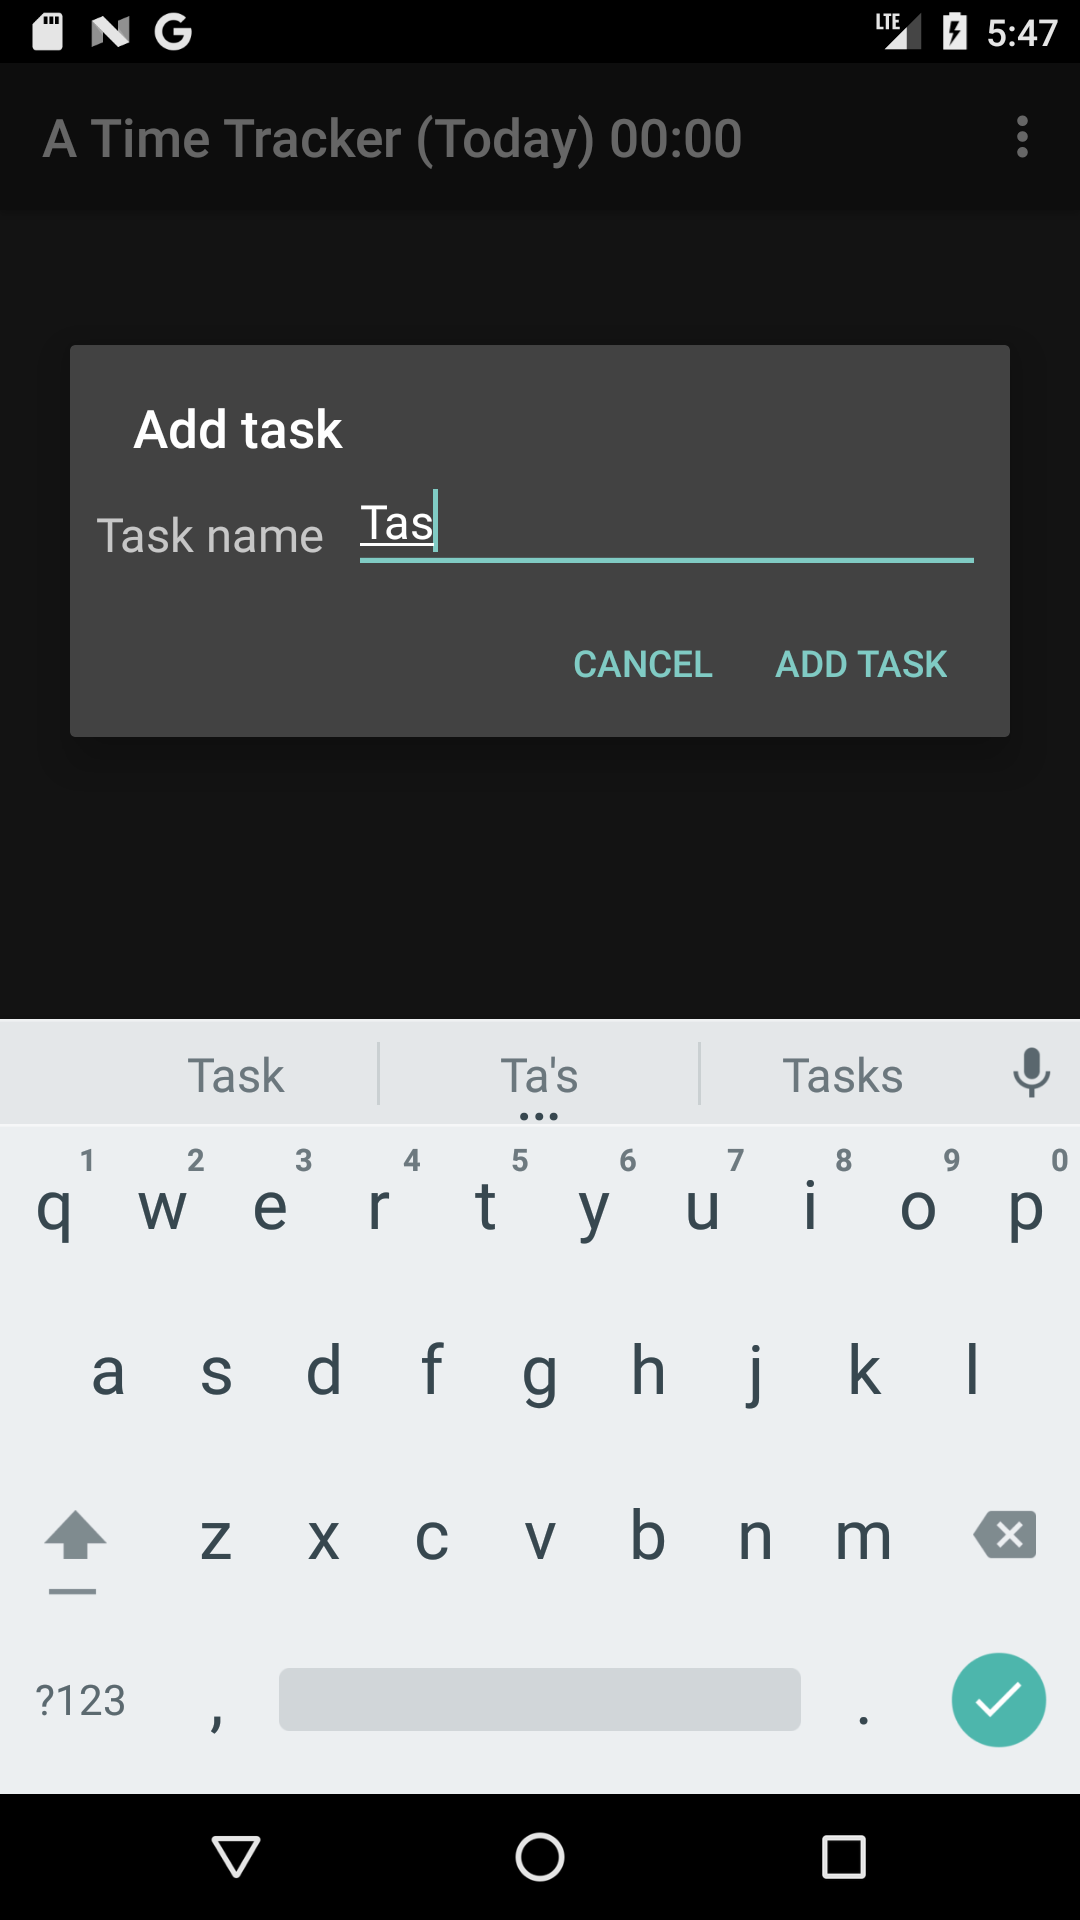 LTE 5:47
A Time Tracker (Today) 00:00
Add task
Task name Tas
CANCEL ADD TASK
Task Ta's Tasks
1 2 3 4 5 6 7 8 9 0
q w e r t y u i o p
a s d f g h j k l
z x c v b n m
?123 , .